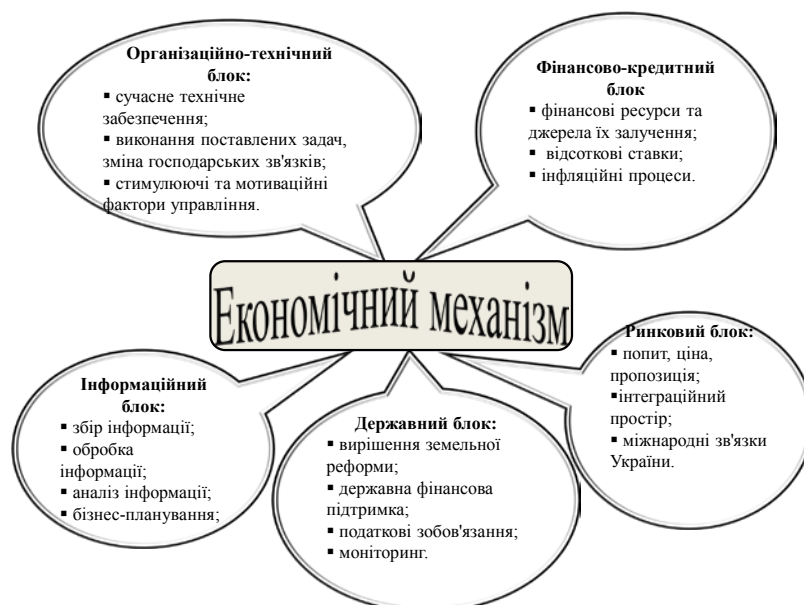 Організаційно-технічний
блок:
▪ сучасне технічне
забезпечення;
▪ виконання поставлених задач,
зміна господарських зв'язків;
▪ стимулюючі та мотиваційні
фактори управління.
Фінансово-кредитний
блок
▪ фінансові ресурси та
джерела їх залучення;
▪ відсоткові ставки;
▪ інфляційні процеси.
Економічний механізм
Інформаційний
блок:
▪ збір інформації;
▪ обробка
інформації;
▪ аналіз інформації;
▪ бізнес-планування;
Державний блок:
▪ вирішення земельної
реформи;
▪ державна фінансова
підтримка;
▪ податкові зобов'язання;
▪ моніторинг.
Ринковий блок:
▪ попит, ціна,
пропозиція;
▪інтеграційний
простір;
▪ міжнародні зв'язки
України.